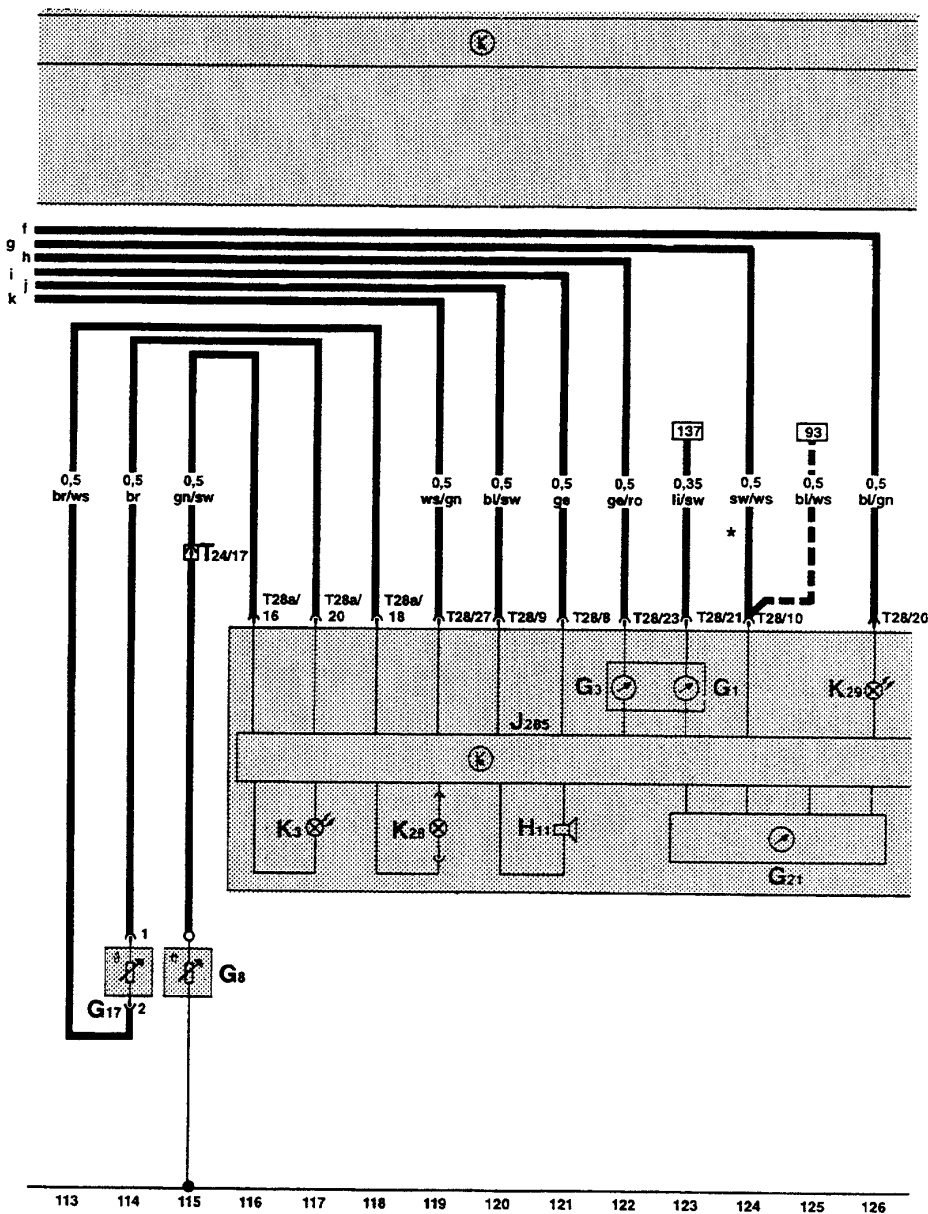 K
f
g
h
i
j
k
137
93
0,5 0,5 0,5 0,5 0,5 0,5 0,5 0,35 0,5 0,5 0,5
br/ws br gn/sw ws/gn bl/sw ge ge/ro li/sw sw/ws bl/ws bl/gn
*
T24/17
T28a/ T28a/ T28a/
16 20 18 T28/27 T28/9 T28/8 T28/23 T28/21 T28/10 T28/20
G3 G1 K29
J285
K
K3 K28 H11
G21
1
G8
G17 2
113 114 115 116 117 118 119 120 121 122 123 124 125 126